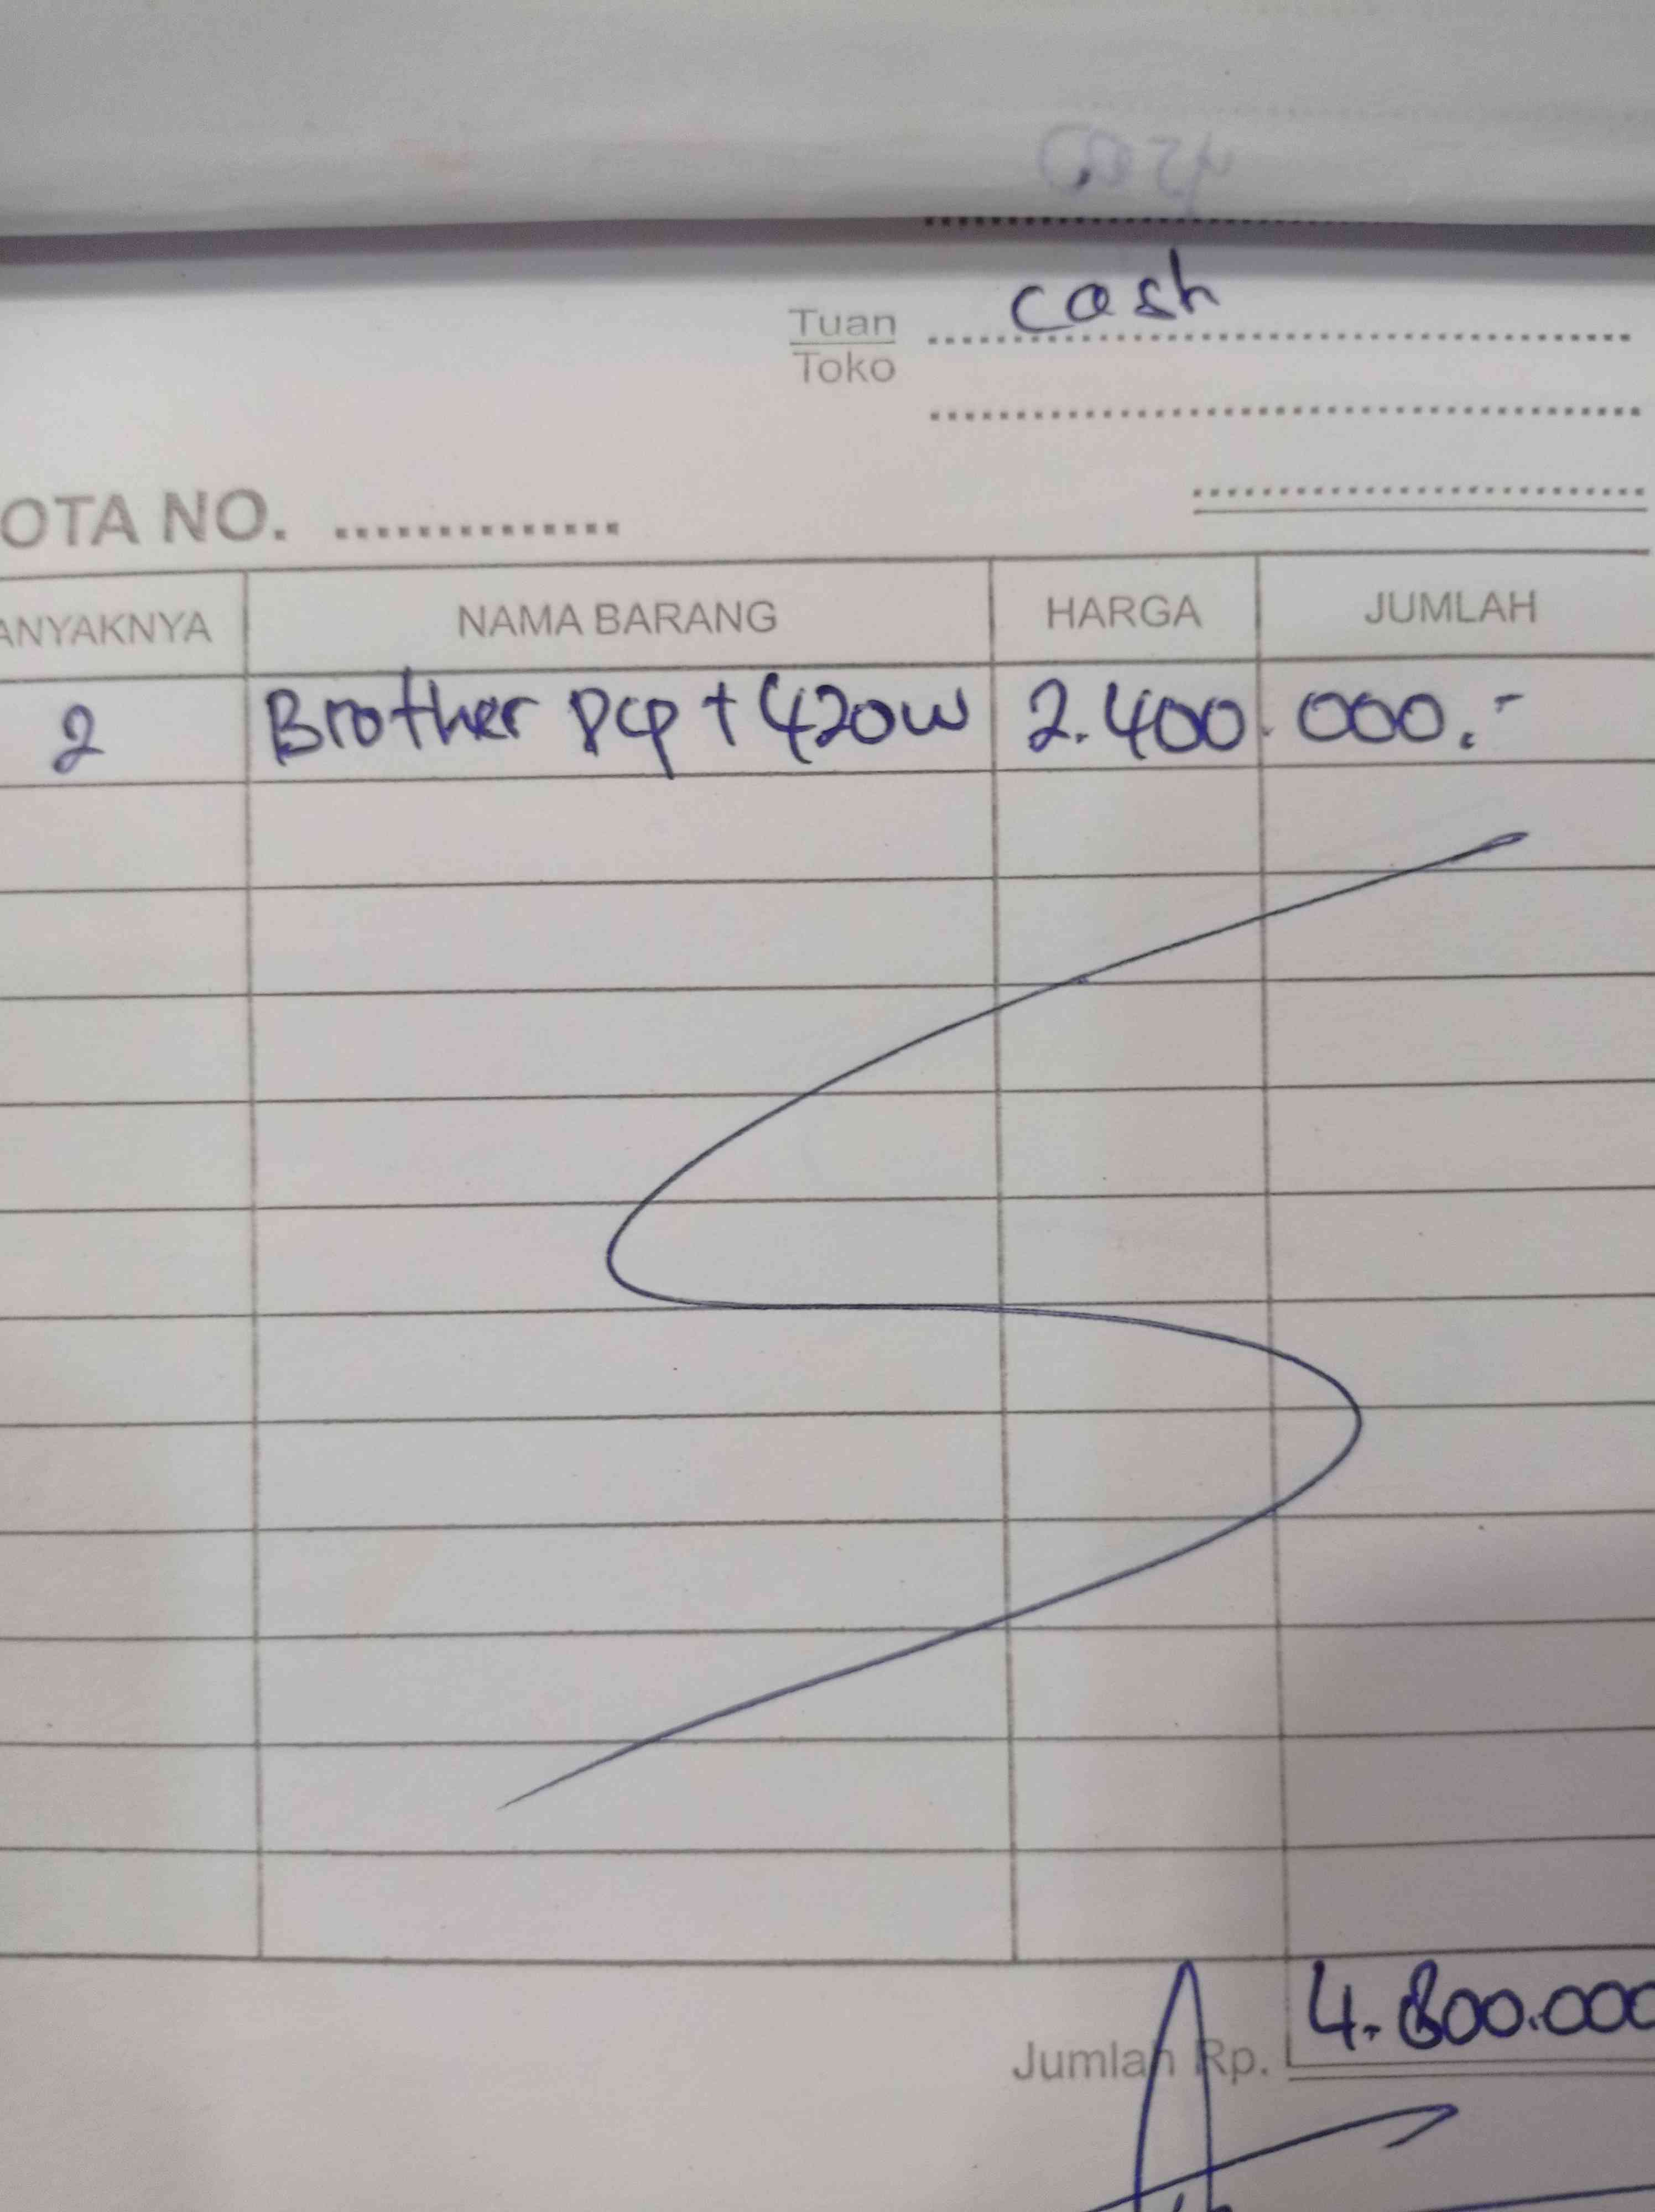 cash
Tuan
Toko
OTA NO. ..............
ANYAKNYA NAMA BARANG HARGA JUMLAH
2 Brother Dcp t 420w 2.400.000.-
Jumlah Rp. 4.800.000